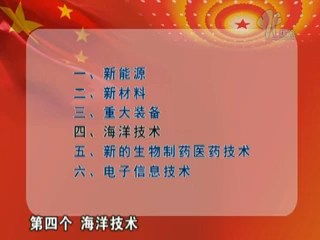 一、新能源
二、新材料
三、重大装备
四、海洋技术
五、新的生物制药医药技术
六、电子信息技术
第四个 海洋技术